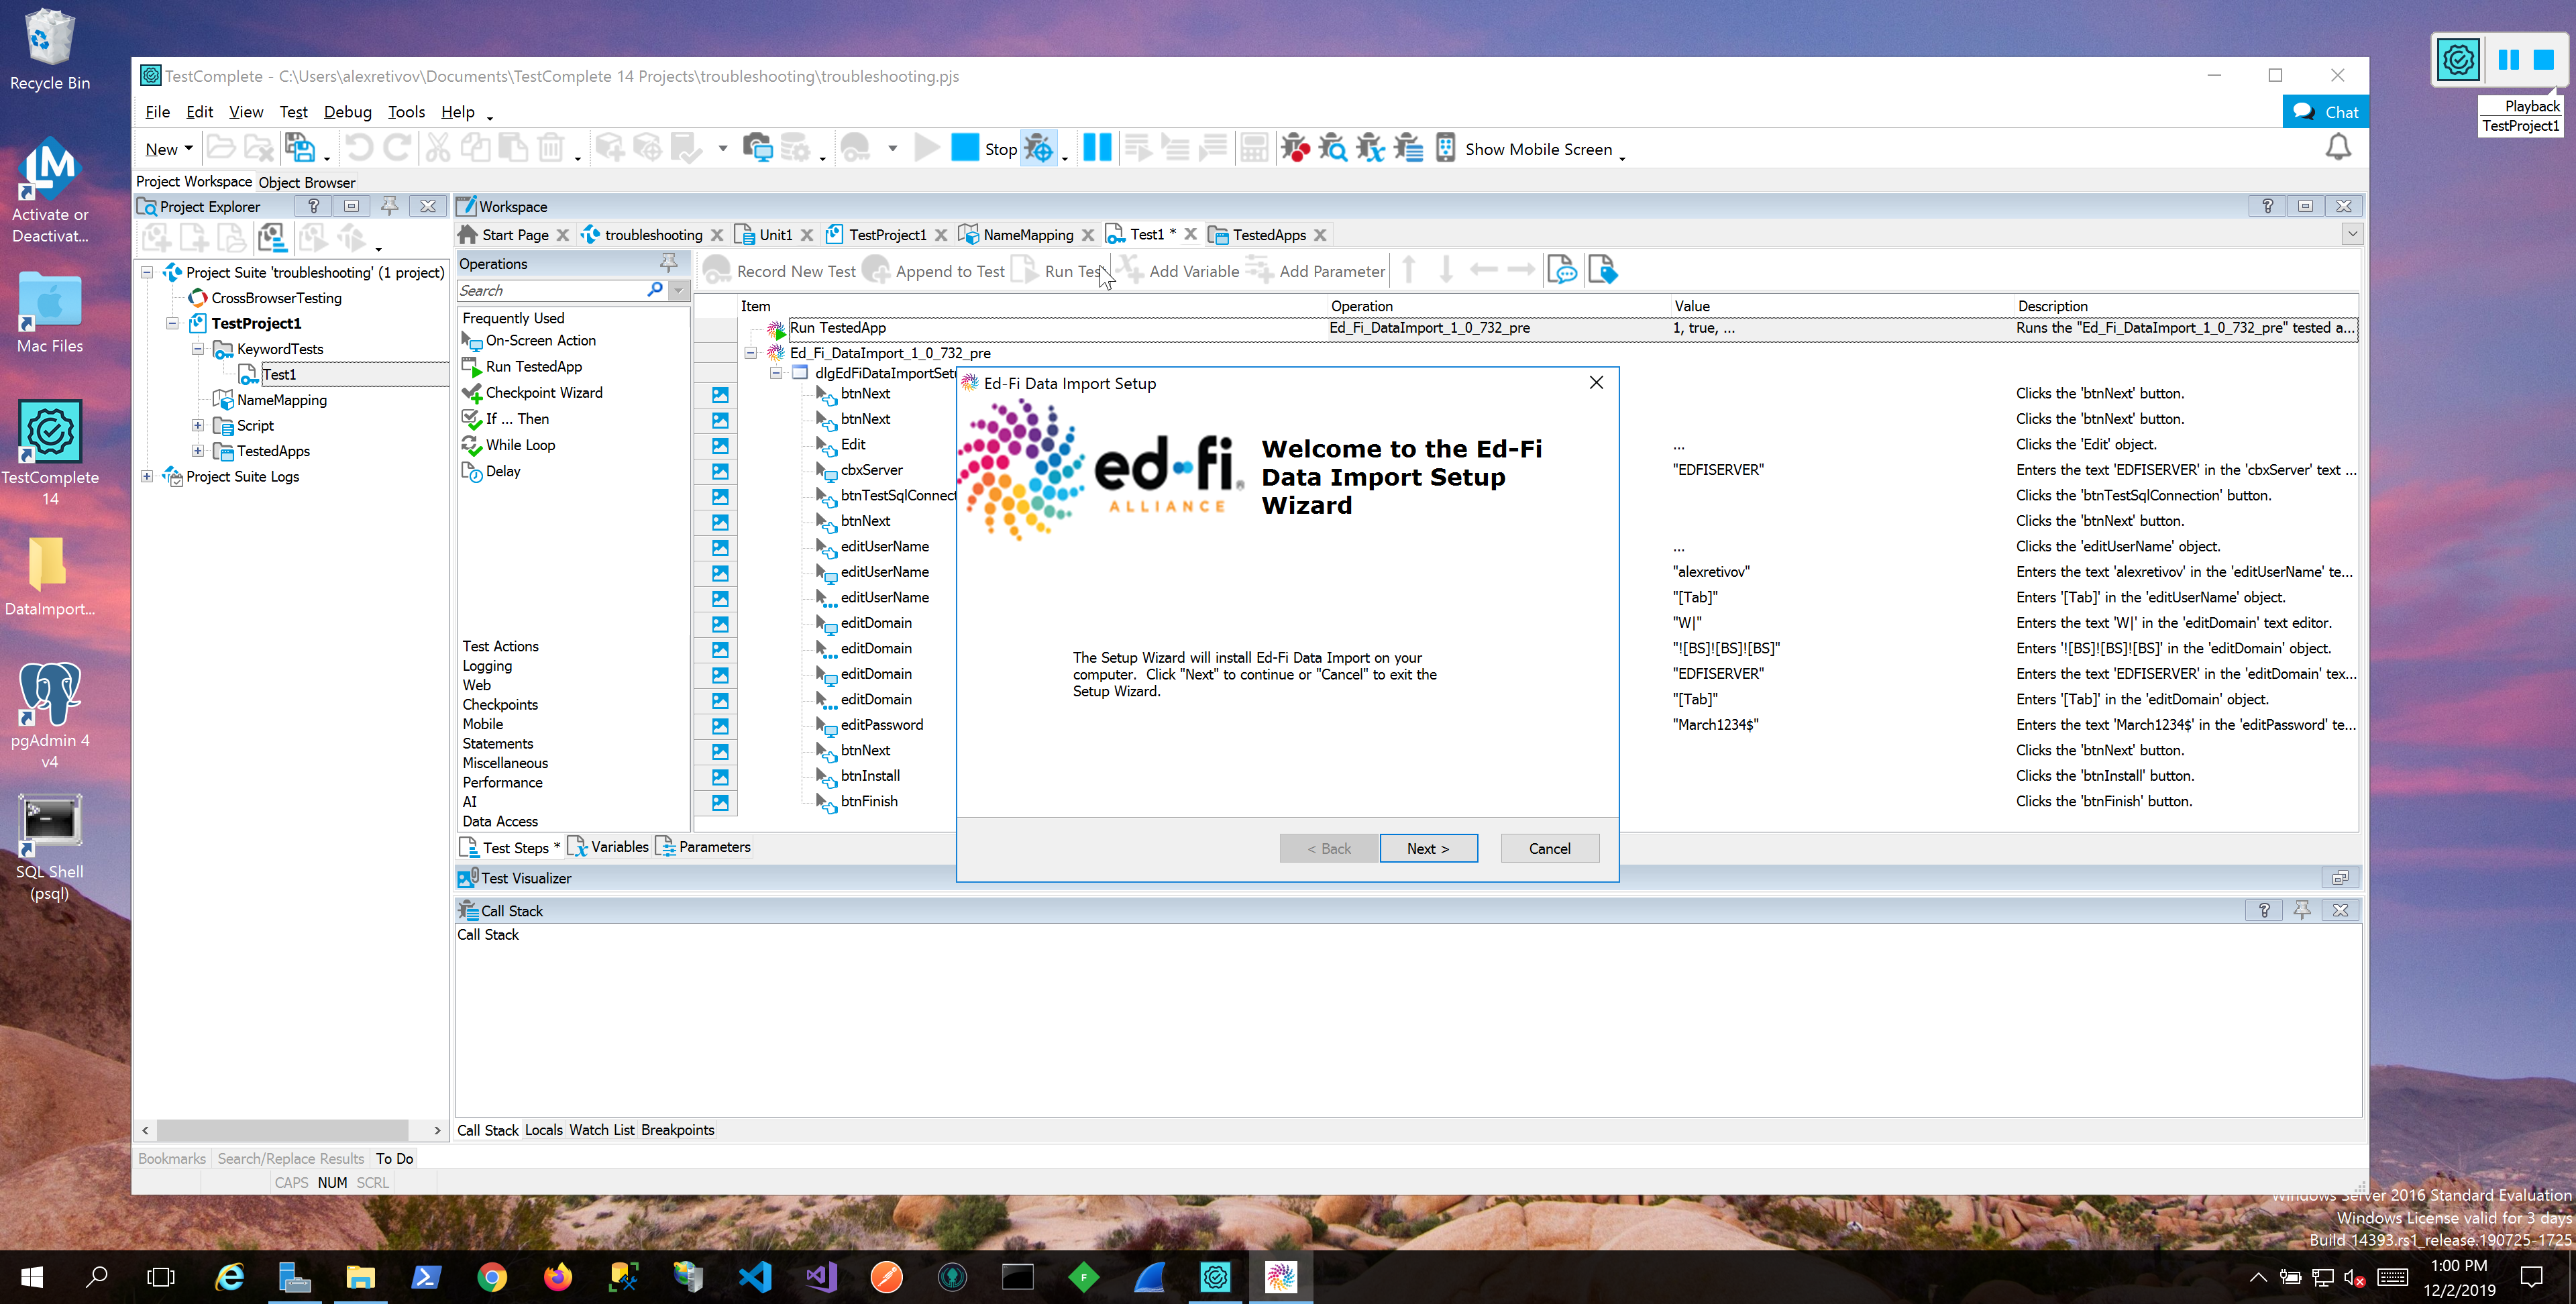 Recycle Bin
Activate or
Deactivat...
Mac Files
TestComplete
14
DataImport...
pgAdmin 4
v4
SQL Shell
(psql)
TestComplete - C:\Users\alexretivov\Documents\TestComplete 14 Projects\troubleshooting\troubleshooting.pjs
File Edit View Test Debug Tools Help
Chat
Playback
TestProject1
New Stop Show Mobile Screen
Project Workspace Object Browser
Project Explorer
Project Suite 'troubleshooting' (1 project)
CrossBrowserTesting
TestProject1
KeywordTests
Test1
NameMapping
Script
TestedApps
Project Suite Logs
Workspace
Start Page troubleshooting Unit1 TestProject1 NameMapping Test1 * TestedApps
Operations
Search
Frequently Used
On-Screen Action
Run TestedApp
Checkpoint Wizard
If ... Then
While Loop
Delay
Test Actions
Logging
Web
Checkpoints
Mobile
Statements
Miscellaneous
Performance
AI
Data Access
Record New Test Append to Test Run Add Variable Add Parameter
Item Operation Value Description
Run TestedApp Ed_Fi_DataImport_1_0_732_pre 1, true, ... Runs the "Ed_Fi_DataImport_1_0_732_pre" tested a...
Ed_Fi_DataImport_1_0_732_pre
dlgEdFiDataImportSetu
btnNext Clicks the 'btnNext' button.
btnNext Clicks the 'btnNext' button.
Edit ... Clicks the 'Edit' object.
cbxServer "EDFISERVER" Enters the text 'EDFISERVER' in the 'cbxServer' text ...
btnTestSqlConnect Clicks the 'btnTestSqlConnection' button.
btnNext Clicks the 'btnNext' button.
editUserName ... Clicks the 'editUserName' object.
editUserName "alexretivov" Enters the text 'alexretivov' in the 'editUserName' te...
editUserName "[Tab]" Enters '[Tab]' in the 'editUserName' object.
editDomain "W|" Enters the text 'W|' in the 'editDomain' text editor.
editDomain "![BS]![BS]![BS]" Enters '![BS]![BS]![BS]' in the 'editDomain' object.
editDomain "EDFISERVER" Enters the text 'EDFISERVER' in the 'editDomain' tex...
editDomain "[Tab]" Enters '[Tab]' in the 'editDomain' object.
editPassword "March1234$" Enters the text 'March1234$' in the 'editPassword' te...
btnNext Clicks the 'btnNext' button.
btnInstall Clicks the 'btnInstall' button.
btnFinish Clicks the 'btnFinish' button.
Ed-Fi Data Import Setup
ed-fi
ALLIANCE
Welcome to the Ed-Fi
Data Import Setup
Wizard
The Setup Wizard will install Ed-Fi Data Import on your
computer. Click "Next" to continue or "Cancel" to exit the
Setup Wizard.
< Back Next > Cancel
Test Steps * Variables Parameters
Test Visualizer
Call Stack
Call Stack
Call Stack Locals Watch List Breakpoints
Bookmarks Search/Replace Results To Do
CAPS NUM SCRL
Windows Server 2016 Standard Evaluation
Windows License valid for 3 days
Build 14393.rs1_release.190725-1725
1:00 PM
12/2/2019